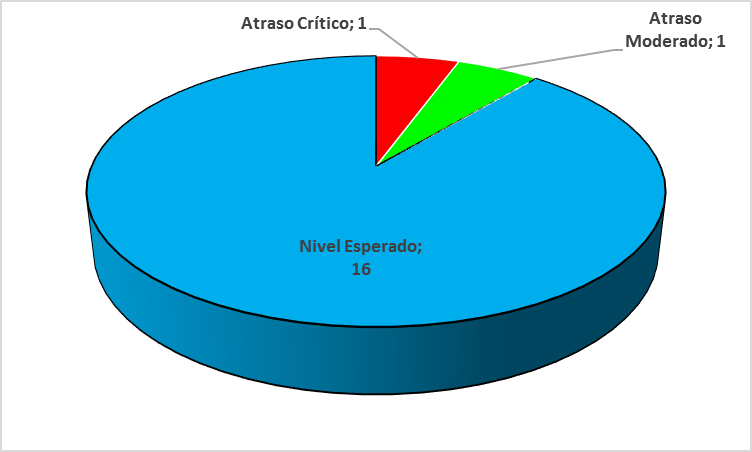 Atraso Crítico; 1
Atraso
Moderado; 1
Nivel Esperado;
16